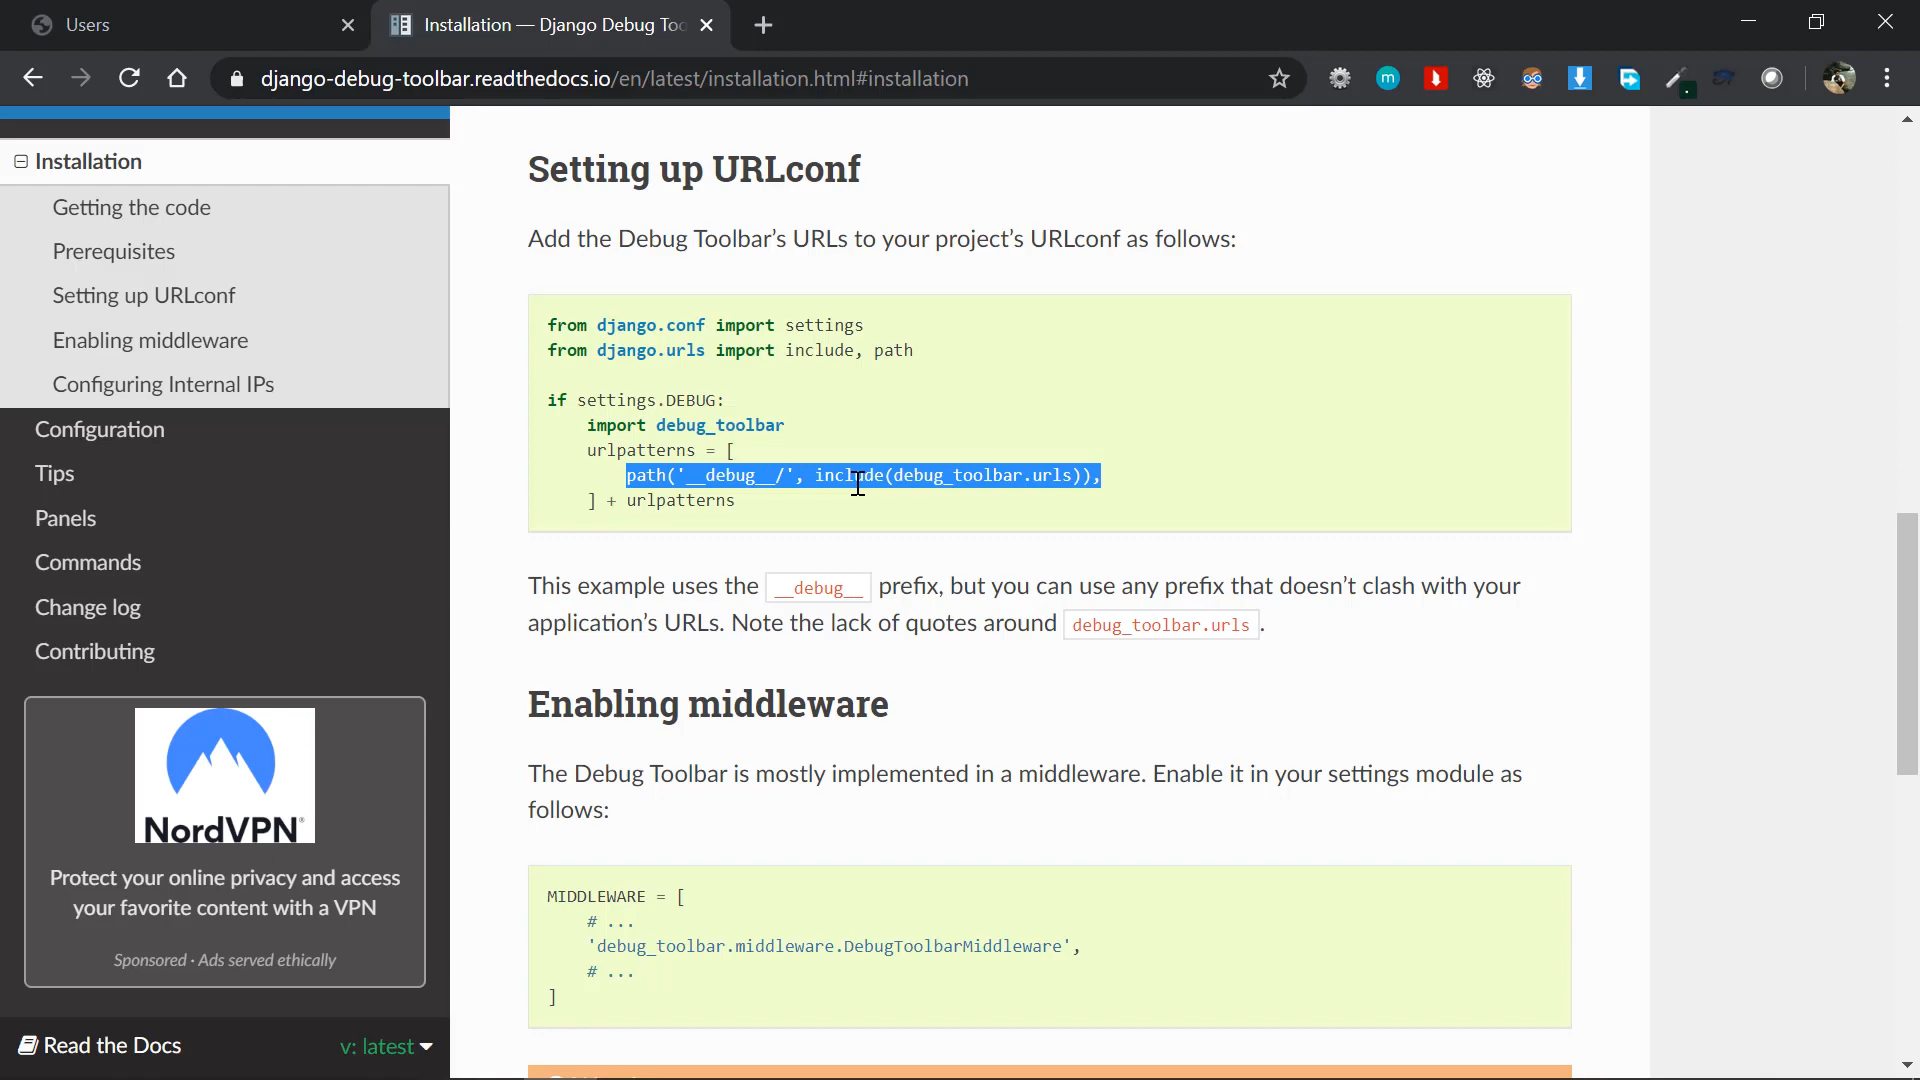 Users
Installation — Django Debug Too
django-debug-toolbar.readthedocs.io/en/latest/installation.html#installation
m
Installation
Getting the code
Prerequisites
Setting up URLconf
Enabling middleware
Configuring Internal IPs
Configuration
Tips
Panels
Commands
Change log
Contributing
NordVPN®
Protect your online privacy and access
your favorite content with a VPN
Sponsored · Ads served ethically
Read the Docs
v: latest
Setting up URLconf
Add the Debug Toolbar’s URLs to your project’s URLconf as follows:
from django.conf import settings
from django.urls import include, path
if settings.DEBUG:
    import debug_toolbar
    urlpatterns = [
        path('__debug__/', include(debug_toolbar.urls)),
    ] + urlpatterns
This example uses the __debug__ prefix, but you can use any prefix that doesn’t clash with your
application’s URLs. Note the lack of quotes around debug_toolbar.urls.
Enabling middleware
The Debug Toolbar is mostly implemented in a middleware. Enable it in your settings module as
follows:
MIDDLEWARE = [
    # ...
    'debug_toolbar.middleware.DebugToolbarMiddleware',
    # ...
]